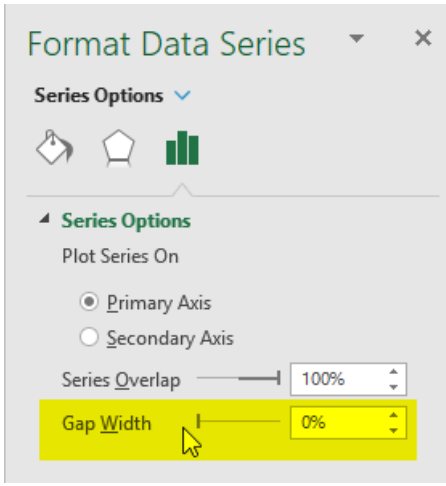 Format Data Series
Series Options
Series Options
Plot Series On
Primary Axis
Secondary Axis
Series Overlap 100%
Gap Width 0%